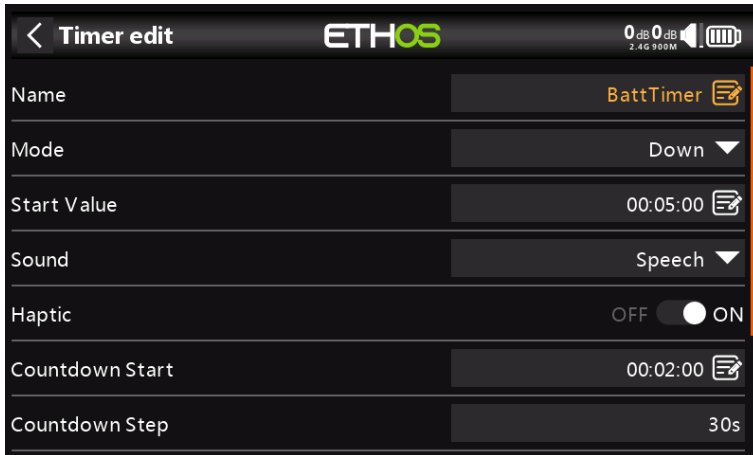 Timer edit ETHOS 0dB 0dB
2.4G 900M
Name BattTimer
Mode Down
Start Value 00:05:00
Sound Speech
Haptic OFF ON
Countdown Start 00:02:00
Countdown Step 30s